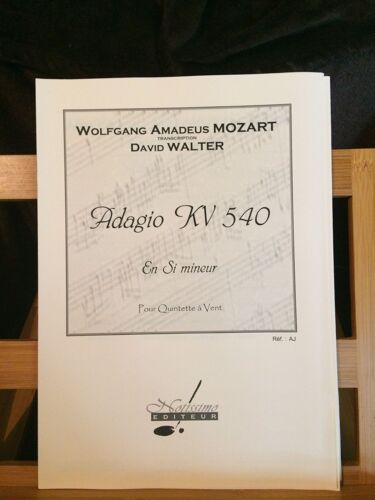 WOLFGANG AMADEUS MOZART
TRANSCRIPTION
DAVID WALTER
Adagio KV 540
En Si mineur
Pour Quintette à Vent
Réf. : AJ
Notissimo
EDITEUR